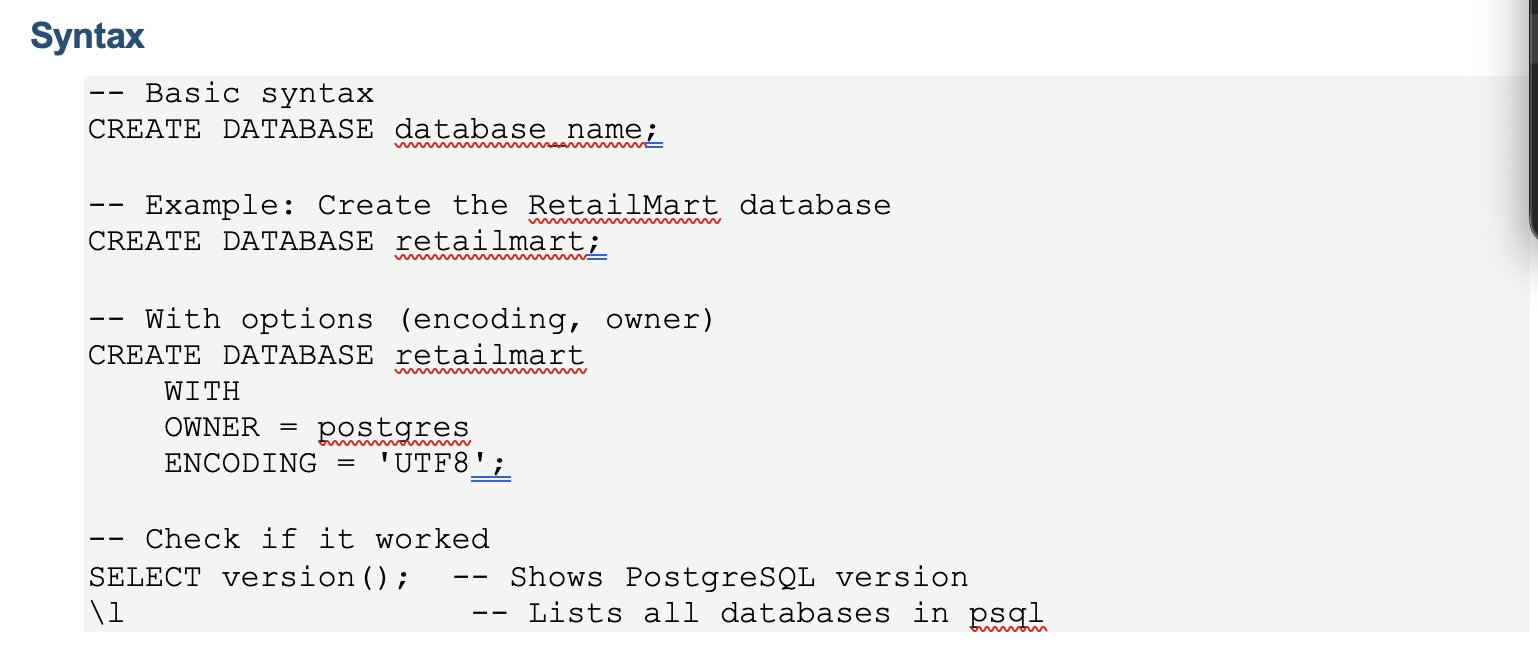 Syntax
-- Basic syntax
CREATE DATABASE database_name;
-- Example: Create the RetailMart database
CREATE DATABASE retailmart;
-- With options (encoding, owner)
CREATE DATABASE retailmart
    WITH
    OWNER = postgres
    ENCODING = 'UTF8';
-- Check if it worked
SELECT version();  -- Shows PostgreSQL version
\l                  -- Lists all databases in psql